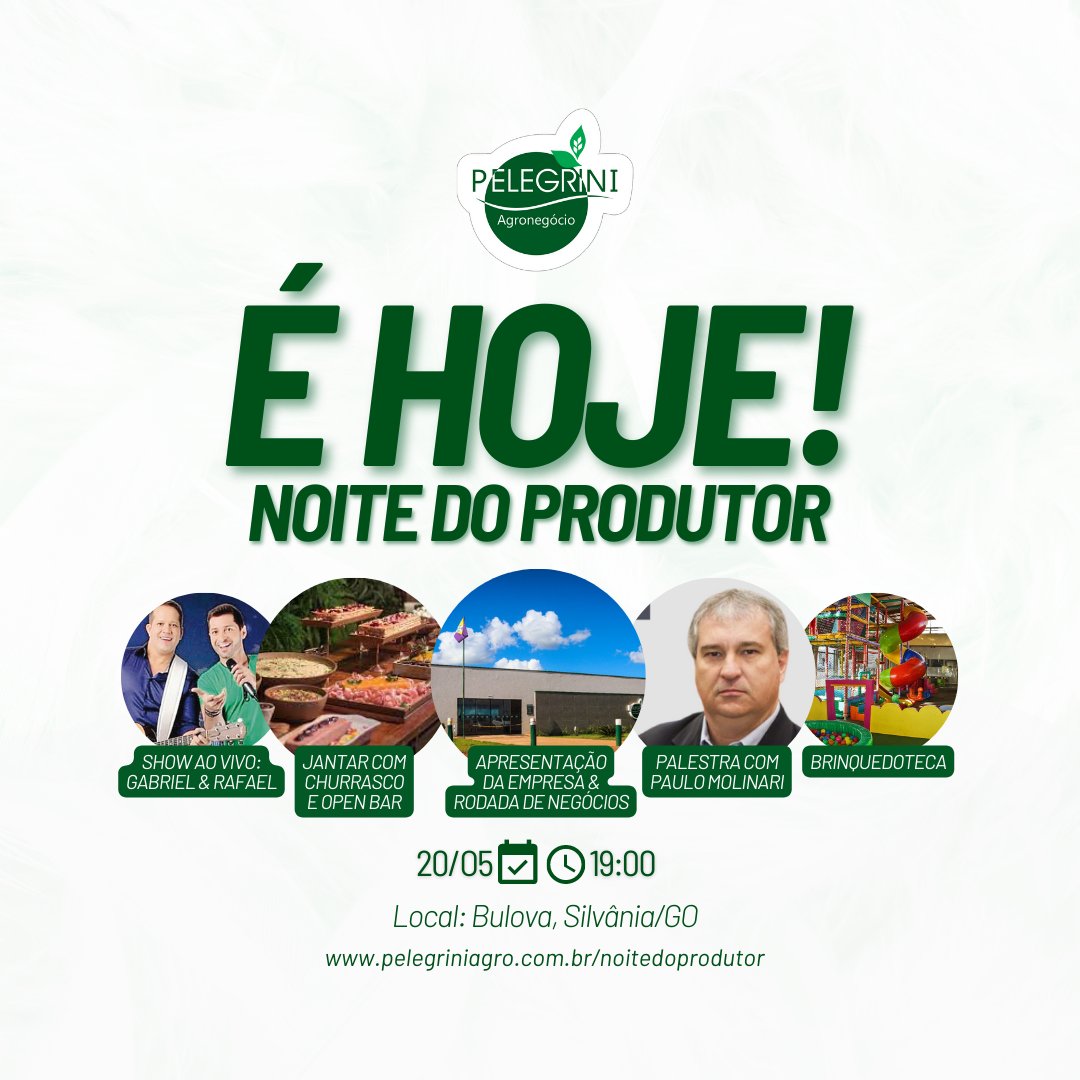 PELEGRINI
Agronegócio
É HOJE!
NOITE DO PRODUTOR
SHOW AO VIVO:
GABRIEL & RAFAEL
JANTAR COM
CHURRASCO
E OPEN BAR
APRESENTAÇÃO
DA EMPRESA &
RODADA DE NEGÓCIOS
PALESTRA COM
PAULO MOLINARI
BRINQUEDOTECA
20/05 19:00
Local: Bulova, Silvânia/GO
www.pelegriniagro.com.br/noitedoprodutor